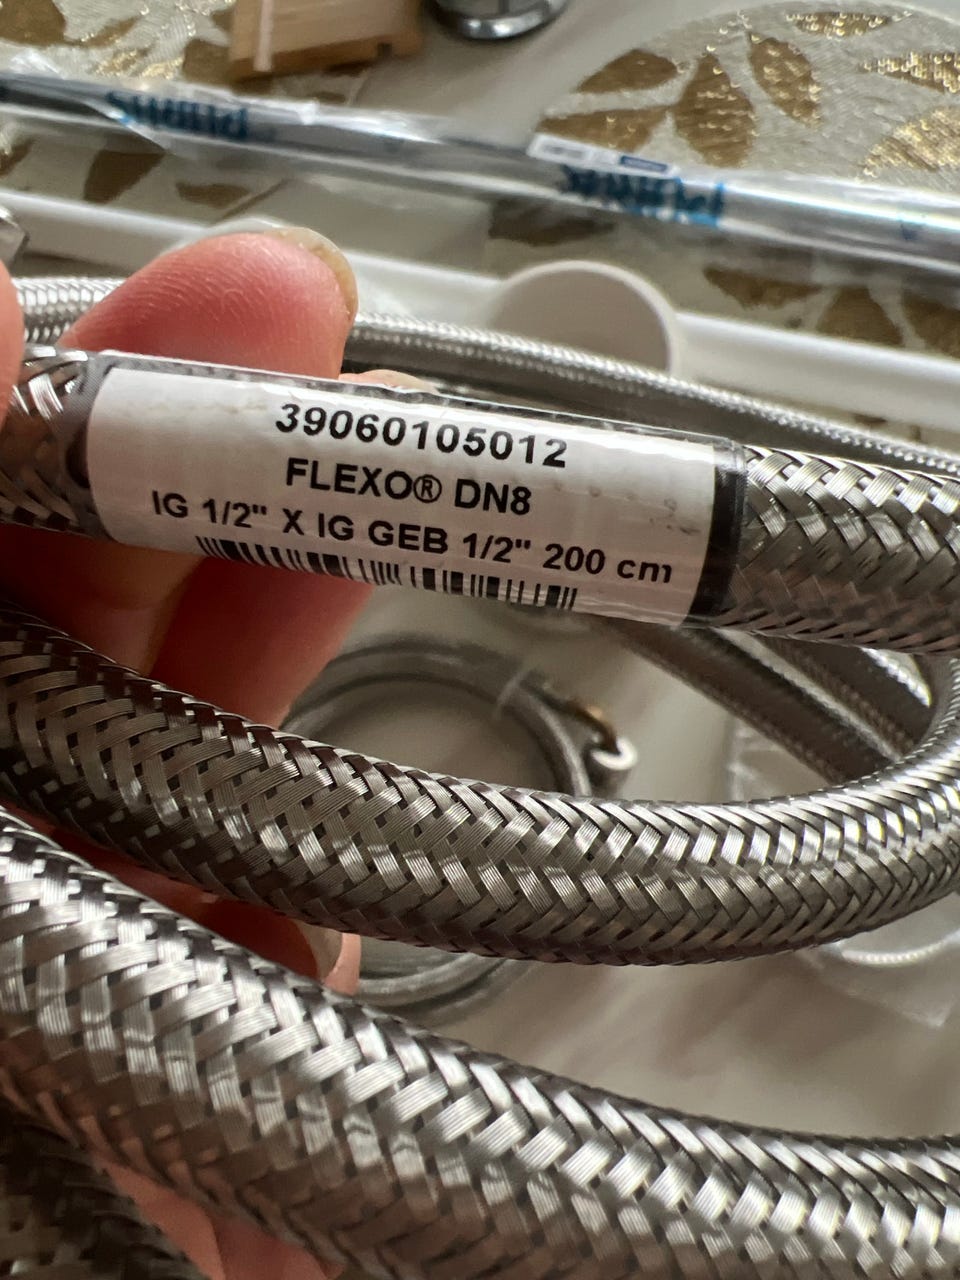 39060105012
FLEXO® DN8
IG 1/2" X IG GEB 1/2" 200 cm